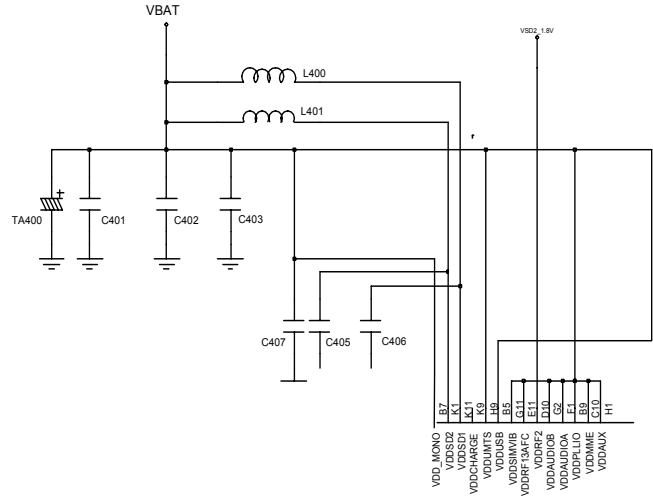 VBAT
VSD2_1.8V
L400
L401
r
+
TA400
C401
C402
C403
C407
C405
C406
B7
K1
K11
K9
H9
B5
G11
E11
D10
G2
F1
B9
C10
H1
VDD_MONO
VDDSD2
VDDSD1
VDDCHARGE
VDDUMTS
VDDUSB
VDDSIMVIB
VDDRF13AFC
VDDRF2
VDDAUDIOB
VDDAUDIOA
VDDPLLIO
VDDMME
VDDAUX